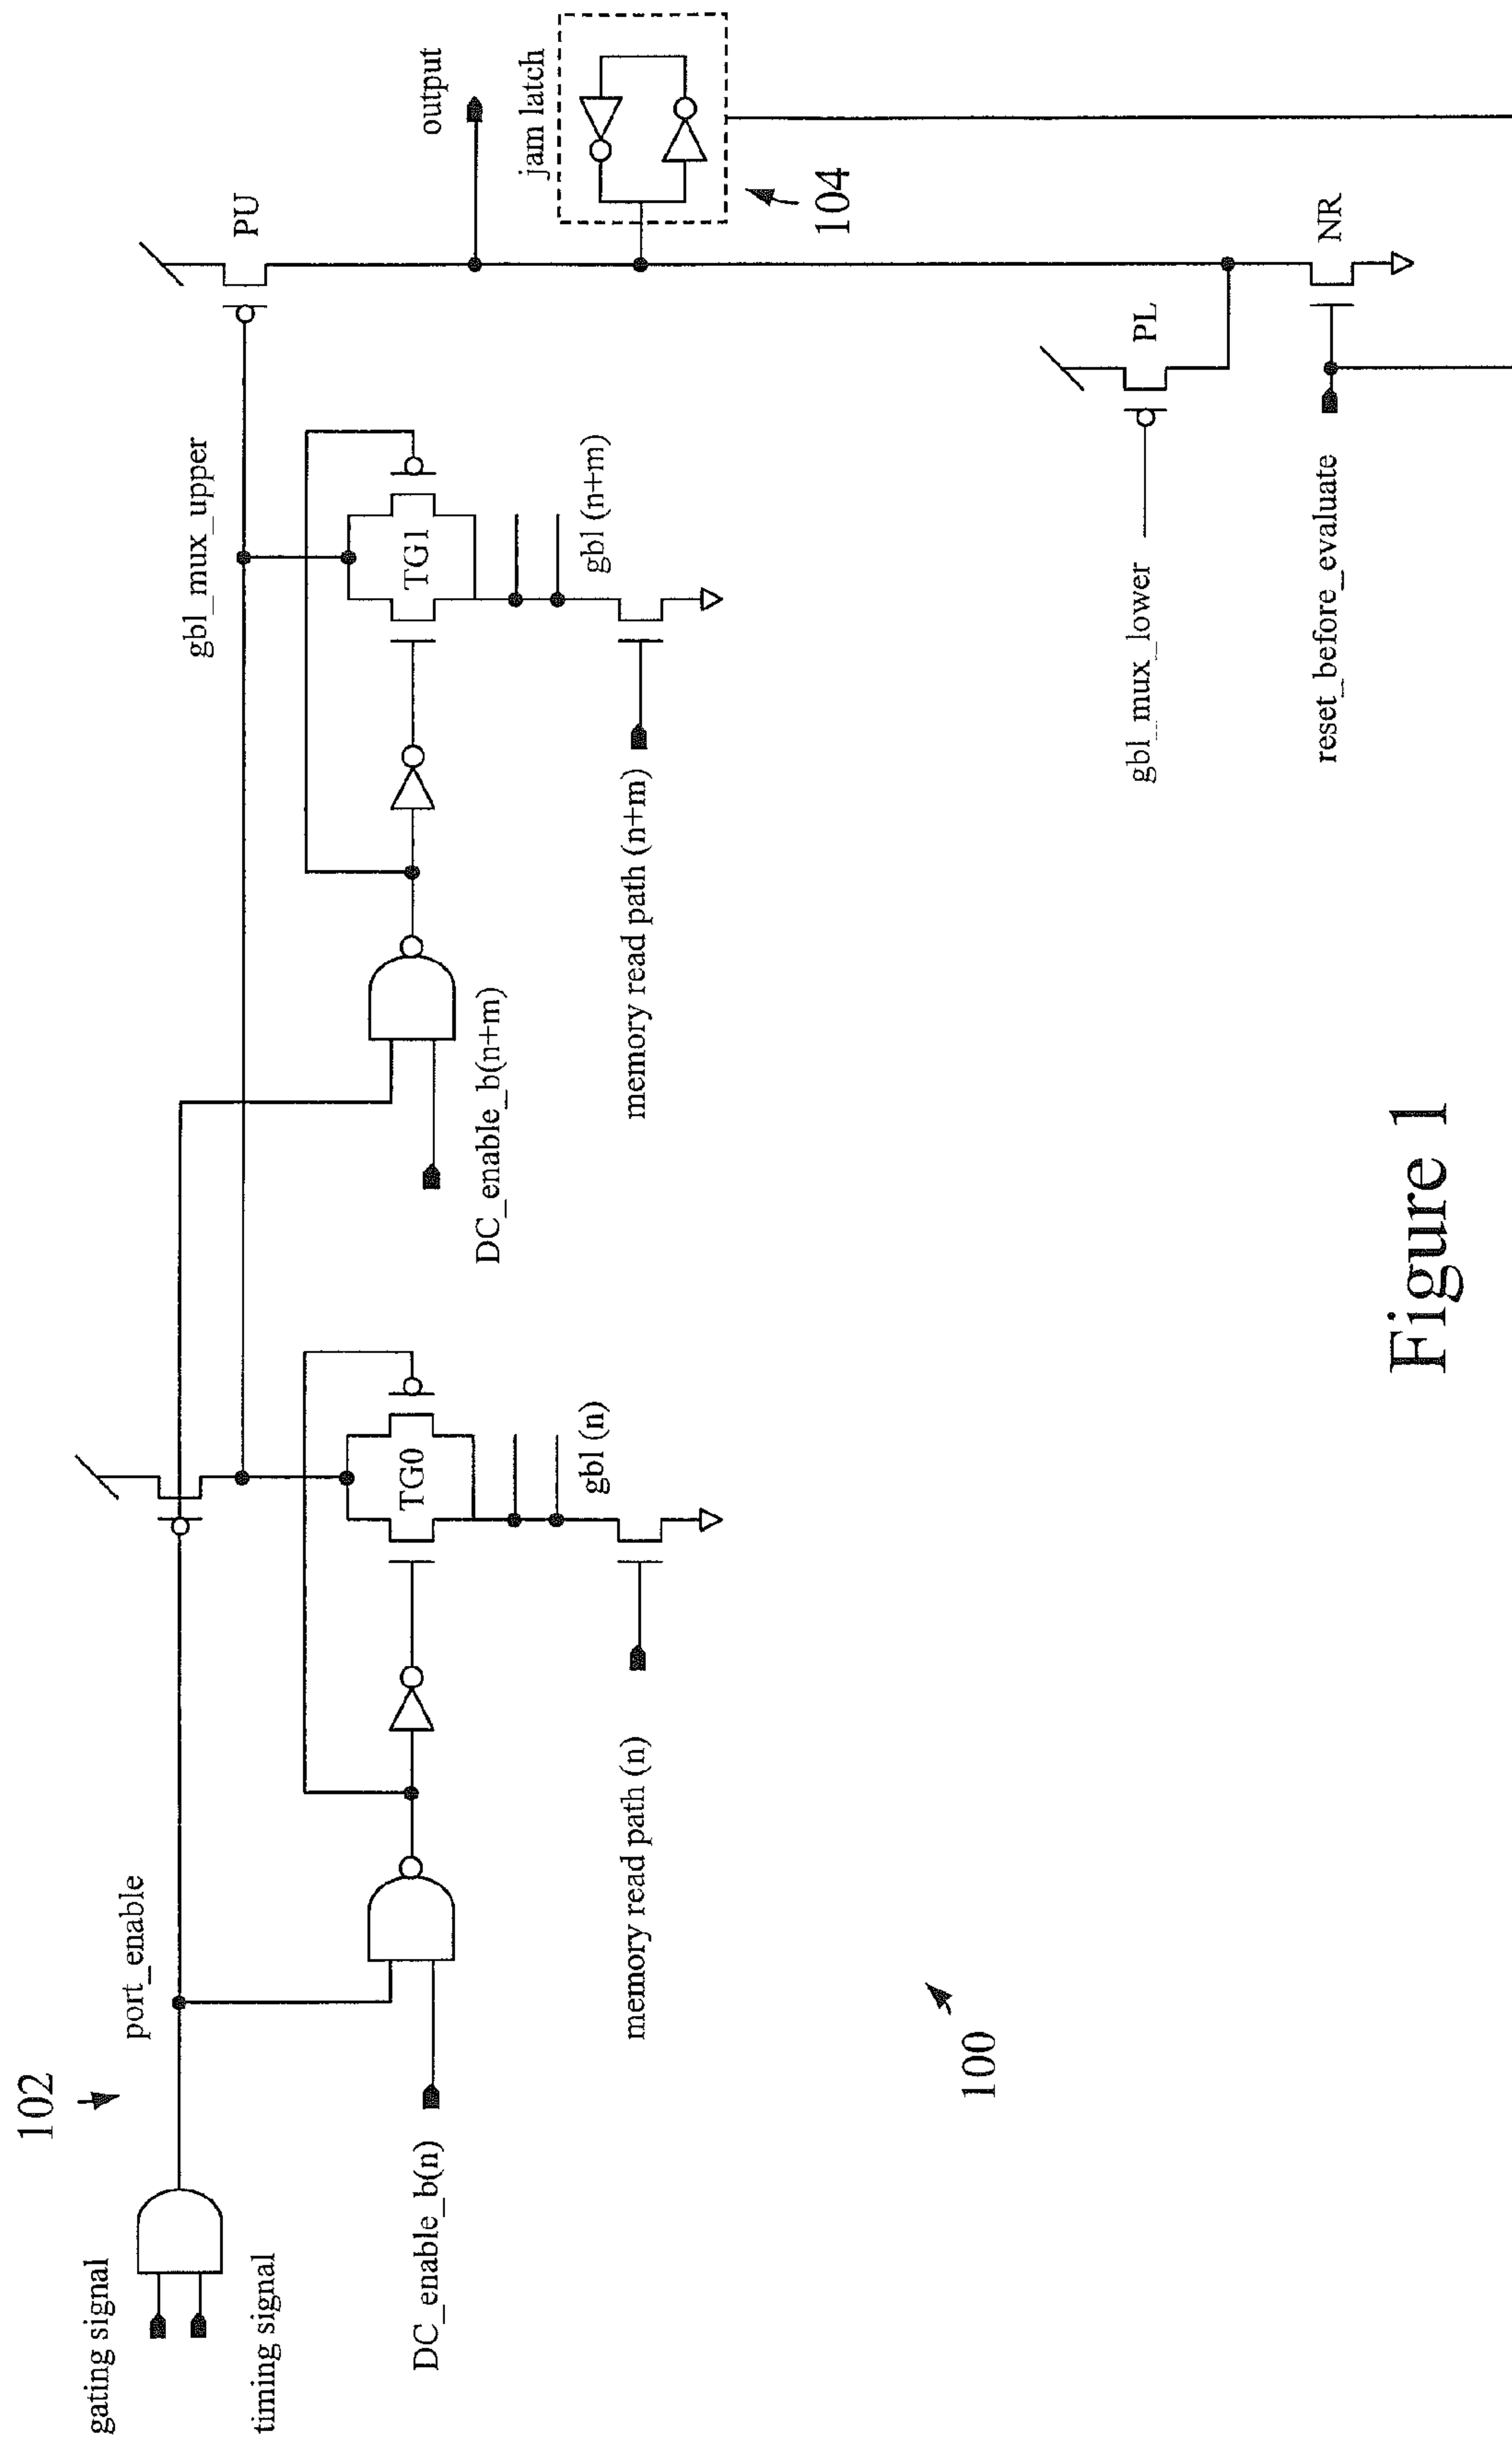 102
gating signal
timing signal
port_enable
DC_enable_b(n)
memory read path (n)
TG0
gbl (n)
DC_enable_b(n+m)
memory read path (n+m)
TG1
gbl (n+m)
gbl_mux_upper
PU
output
jam latch
104
gbl_mux_lower
PL
reset_before_evaluate
NR
100
Figure 1